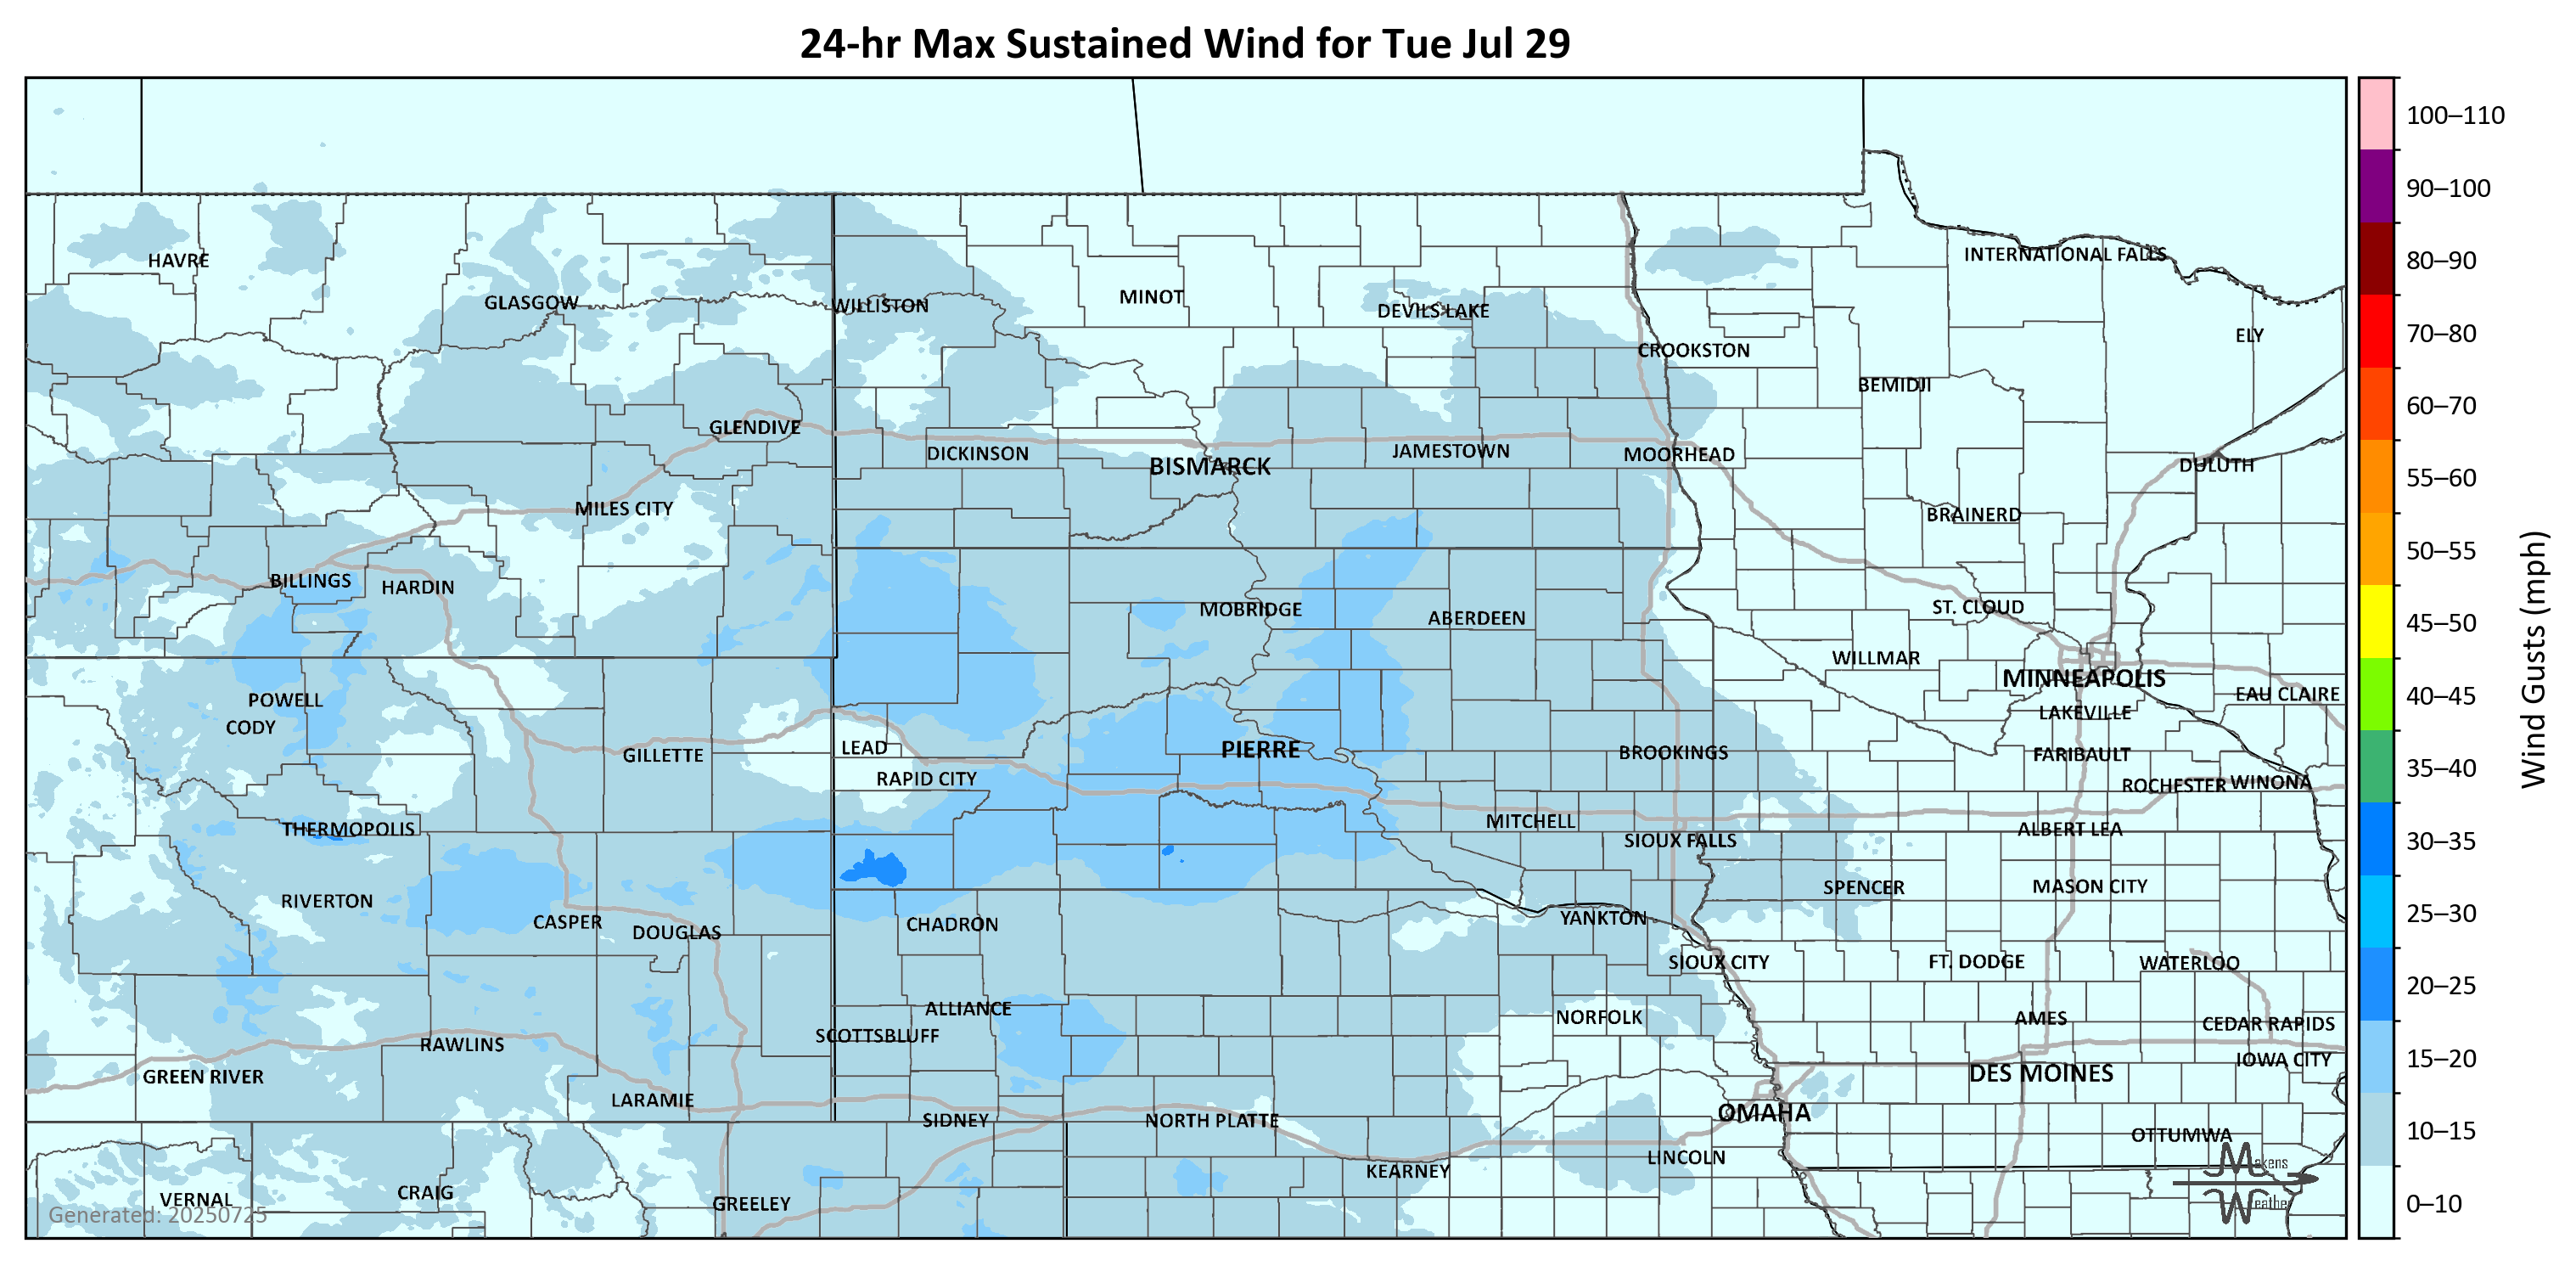 24-hr Max Sustained Wind for Tue Jul 29
HAVRE
GLASGOW
WILLISTON
MINOT
DEVILS LAKE
CROOKSTON
INTERNATIONAL FALLS
ELY
BEMIDJI
GLENDIVE
DICKINSON
BISMARCK
JAMESTOWN
MOORHEAD
DULUTH
MILES CITY
BRAINERD
BILLINGS
HARDIN
MOBRIDGE
ABERDEEN
ST. CLOUD
WILLMAR
MINNEAPOLIS
EAU CLAIRE
LAKEVILLE
POWELL
CODY
GILLETTE
LEAD
RAPID CITY
PIERRE
BROOKINGS
FARIBAULT
ROCHESTER
WINONA
THERMOPOLIS
MITCHELL
SIOUX FALLS
ALBERT LEA
RIVERTON
CASPER
DOUGLAS
CHADRON
YANKTON
SPENCER
MASON CITY
SIOUX CITY
FT. DODGE
WATERLOO
ALLIANCE
SCOTTSBLUFF
NORFOLK
AMES
CEDAR RAPIDS
IOWA CITY
RAWLINS
GREEN RIVER
LARAMIE
SIDNEY
NORTH PLATTE
OMAHA
DES MOINES
OTTUMWA
KEARNEY
LINCOLN
VERNAL
CRAIG
GREELEY
Generated: 20250725
Makens
Weather
100–110
90–100
80–90
70–80
60–70
55–60
50–55
45–50
40–45
35–40
30–35
25–30
20–25
15–20
10–15
0–10
Wind Gusts (mph)